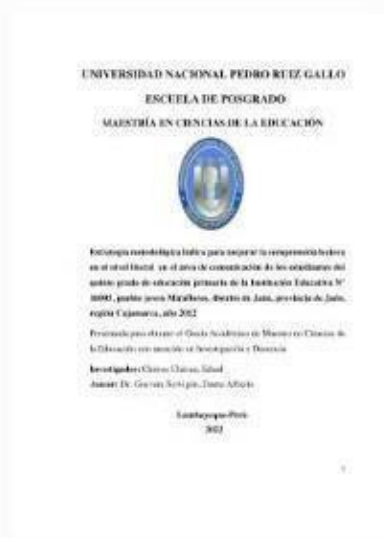 UNIVERSIDAD NACIONAL PEDRO RUIZ GALLO
ESCUELA DE POSGRADO
MAESTRÍA EN CIENCIAS DE LA EDUCACIÓN
Estrategia metodológica lúdica para mejorar la comprensión lectora
en el nivel literal en el área de comunicación de los estudiantes del
quinto grado de educación primaria de la Institución Educativa N°
pueblo joven Miraflores, distrito de Jaén, provincia de Jaén,
región Cajamarca, año 2012
Presentada para obtener el Grado Académico de Maestro en Ciencias de
la Educación con mención en Investigación y Docencia
Investigador:
Asesor: Dr. Dante Alfredo
Lambayeque-Perú